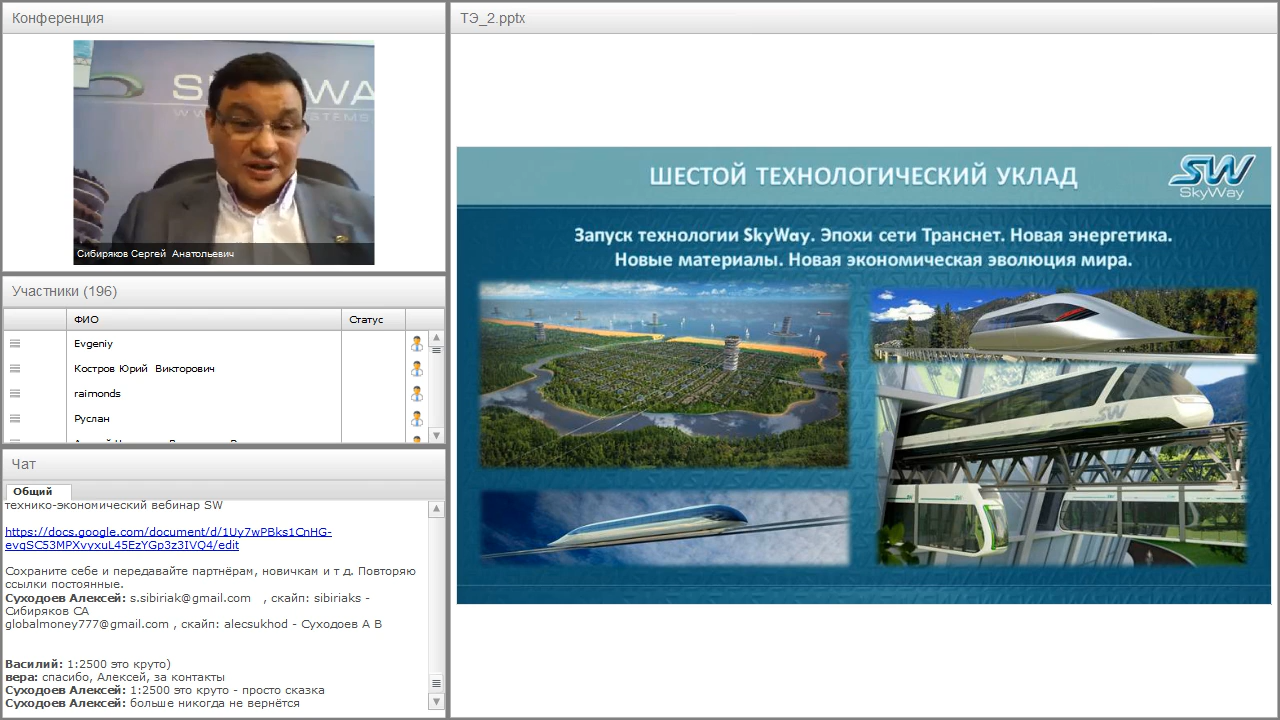 Конференция
SKYWA
Сибиряков Сергей Анатольевич
Участники (196)
ФИО
Статус
Evgeniy
Костров Юрий Викторович
raimonds
Руслан
Чат
Общий
технико-экономический вебинар SW
https://docs.google.com/document/d/1Uy7wPBks1CnHG-
evgSC53MPXvyxuL45EzYGp3z3IVQ4/edit
Сохраните себе и передавайте партнёрам, новичкам и т д. Повторяю
ссылки постоянные.
Суходоев Алексей: s.sibiriak@gmail.com , скайп: sibiriaks -
Сибиряков СА
globalmoney777@gmail.com , скайп: alecsukhod - Суходоев А В
Василий: 1:2500 это круто)
вера: спасибо, Алексей, за контакты
Суходоев Алексей: 1:2500 это круто - просто сказка
Суходоев Алексей: больше никогда не вернётся
ТЭ_2.pptx
ШЕСТОЙ ТЕХНОЛОГИЧЕСКИЙ УКЛАД
SW
SkyWay
Запуск технологии SkyWay. Эпохи сети Транснет. Новая энергетика.
Новые материалы. Новая экономическая эволюция мира.
SW